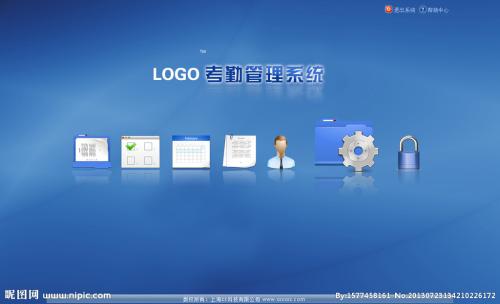 退出系统 帮助中心
TM
LOGO 考勤管理系统
昵图网 www.nipic.com
版权所有：上海XX科技有限公司 www.xxxxxx.com
By:1577458161 No:20130723134210226172